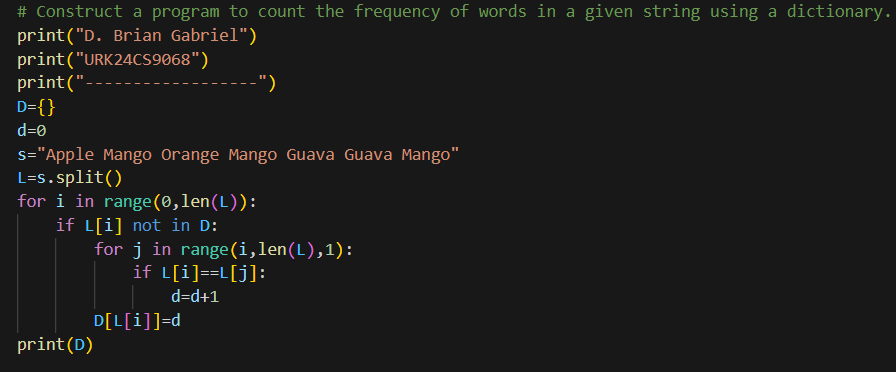 # Construct a program to count the frequency of words in a given string using a dictionary.
print("D. Brian Gabriel")
print("URK24CS9068")
print("------------------")
D={}
d=0
s="Apple Mango Orange Mango Guava Guava Mango"
L=s.split()
for i in range(0,len(L)):
    if L[i] not in D:
        for j in range(i,len(L),1):
            if L[i]==L[j]:
                d=d+1
        D[L[i]]=d
print(D)